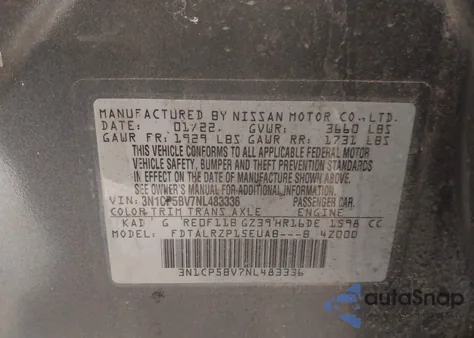 MANUFACTURED BY NISSAN MOTOR CO., LTD.
DATE: 01/22. GVWR: 3660 LBS
GAWR FR: 1929 LBS GAWR RR: 1731 LBS
THIS VEHICLE CONFORMS TO ALL APPLICABLE FEDERAL MOTOR
VEHICLE SAFETY, BUMPER AND THEFT PREVENTION STANDARDS
IN EFFECT ON THE DATE OF MANUFACTURE SHOWN ABOVE.
SEE OWNER'S MANUAL FOR ADDITIONAL INFORMATION.
VIN: 3N1CP5BV7NL483336 PASSENGER CAR.
COLOR TRIM TRANS AXLE ENGINE
KAD G RE0F11B GZ39 HR16DE 1598 CC
MODEL: FDTALRZP15EUAB---B 42000
3N1CP5BV7NL483336
autoSnap